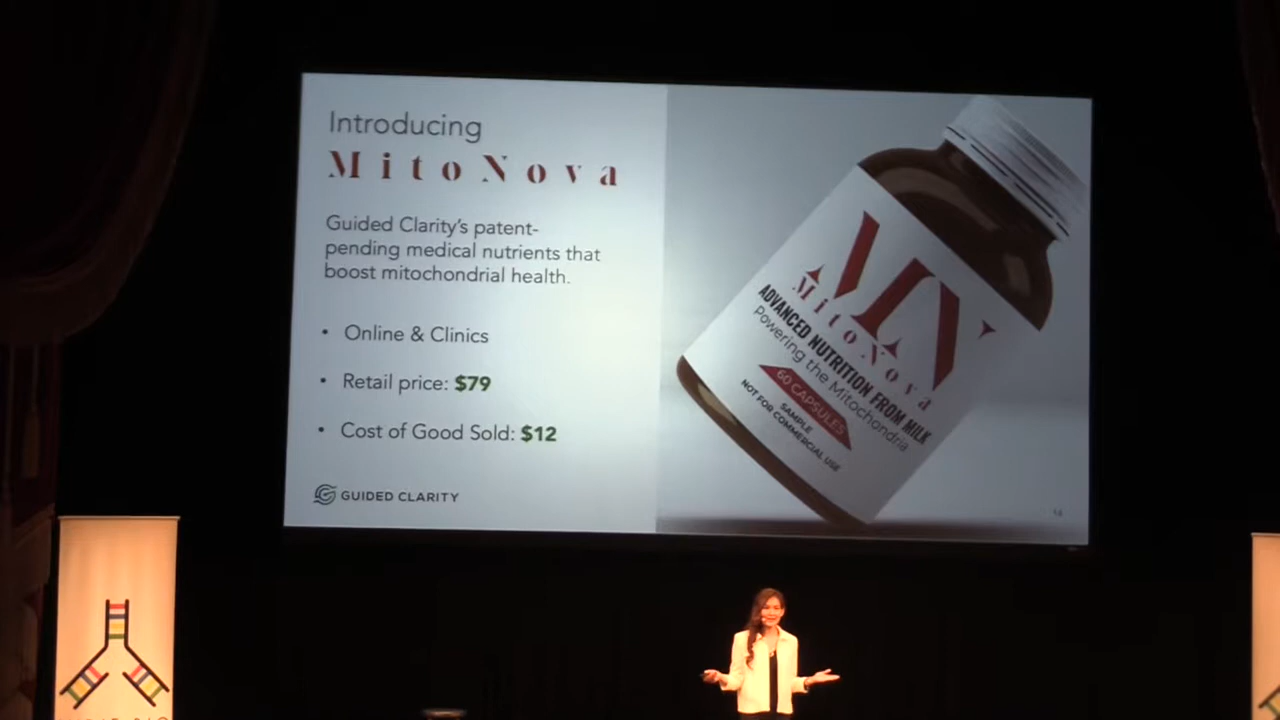 Introducing
MitoNova
Guided Clarity's patent-
pending medical nutrients that
boost mitochondrial health.
• Online & Clinics
• Retail price: $79
• Cost of Good Sold: $12
GUIDED CLARITY
MN
MitoNova
ADVANCED NUTRITION FROM MILK
Powering the Mitochondria
60 CAPSULES
SAMPLE
NOT FOR COMMERCIAL USE